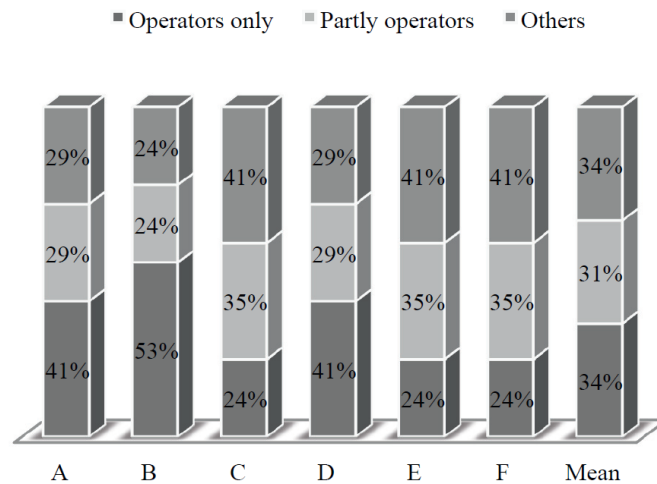 Operators only Partly operators Others
29% 24% 41% 29% 41% 41% 34%
29% 24% 35% 29% 35% 35% 31%
41% 53% 24% 41% 24% 24% 34%
A B C D E F Mean